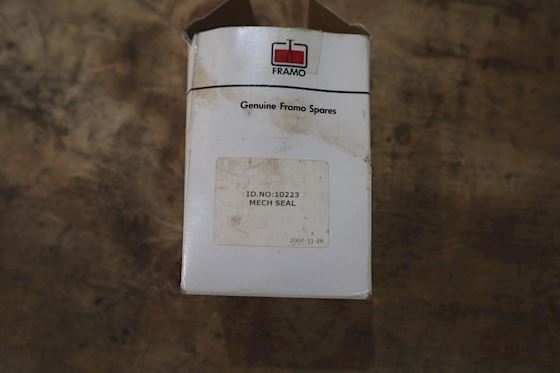 FRAMO
Genuine Framo Spares
ID.NO:10223
MECH SEAL
2007-11-28